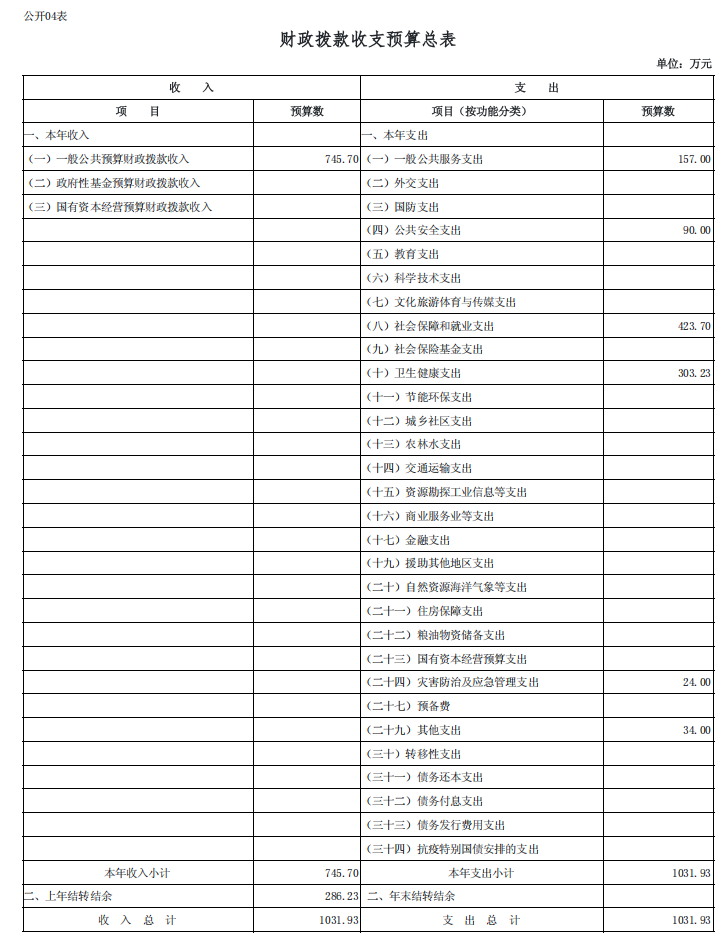 公开04表
财政拨款收支预算总表
单位：万元
收 入 支 出
项 目 预算数 项目（按功能分类） 预算数
一、本年收入 一、本年支出
（一）一般公共预算财政拨款收入 745.70 （一）一般公共服务支出 157.00
（二）政府性基金预算财政拨款收入 （二）外交支出
（三）国有资本经营预算财政拨款收入 （三）国防支出
（四）公共安全支出 90.00
（五）教育支出
（六）科学技术支出
（七）文化旅游体育与传媒支出
（八）社会保障和就业支出 423.70
（九）社会保险基金支出
（十）卫生健康支出 303.23
（十一）节能环保支出
（十二）城乡社区支出
（十三）农林水支出
（十四）交通运输支出
（十五）资源勘探工业信息等支出
（十六）商业服务业等支出
（十七）金融支出
（十九）援助其他地区支出
（二十）自然资源海洋气象等支出
（二十一）住房保障支出
（二十二）粮油物资储备支出
（二十三）国有资本经营预算支出
（二十四）灾害防治及应急管理支出 24.00
（二十七）预备费
（二十九）其他支出 34.00
（三十）转移性支出
（三十一）债务还本支出
（三十二）债务付息支出
（三十三）债务发行费用支出
（三十四）抗疫特别国债安排的支出
本年收入小计 745.70 本年支出小计 1031.93
二、上年结转结余 286.23 二、年末结转结余
收 入 总 计 1031.93 支 出 总 计 1031.93